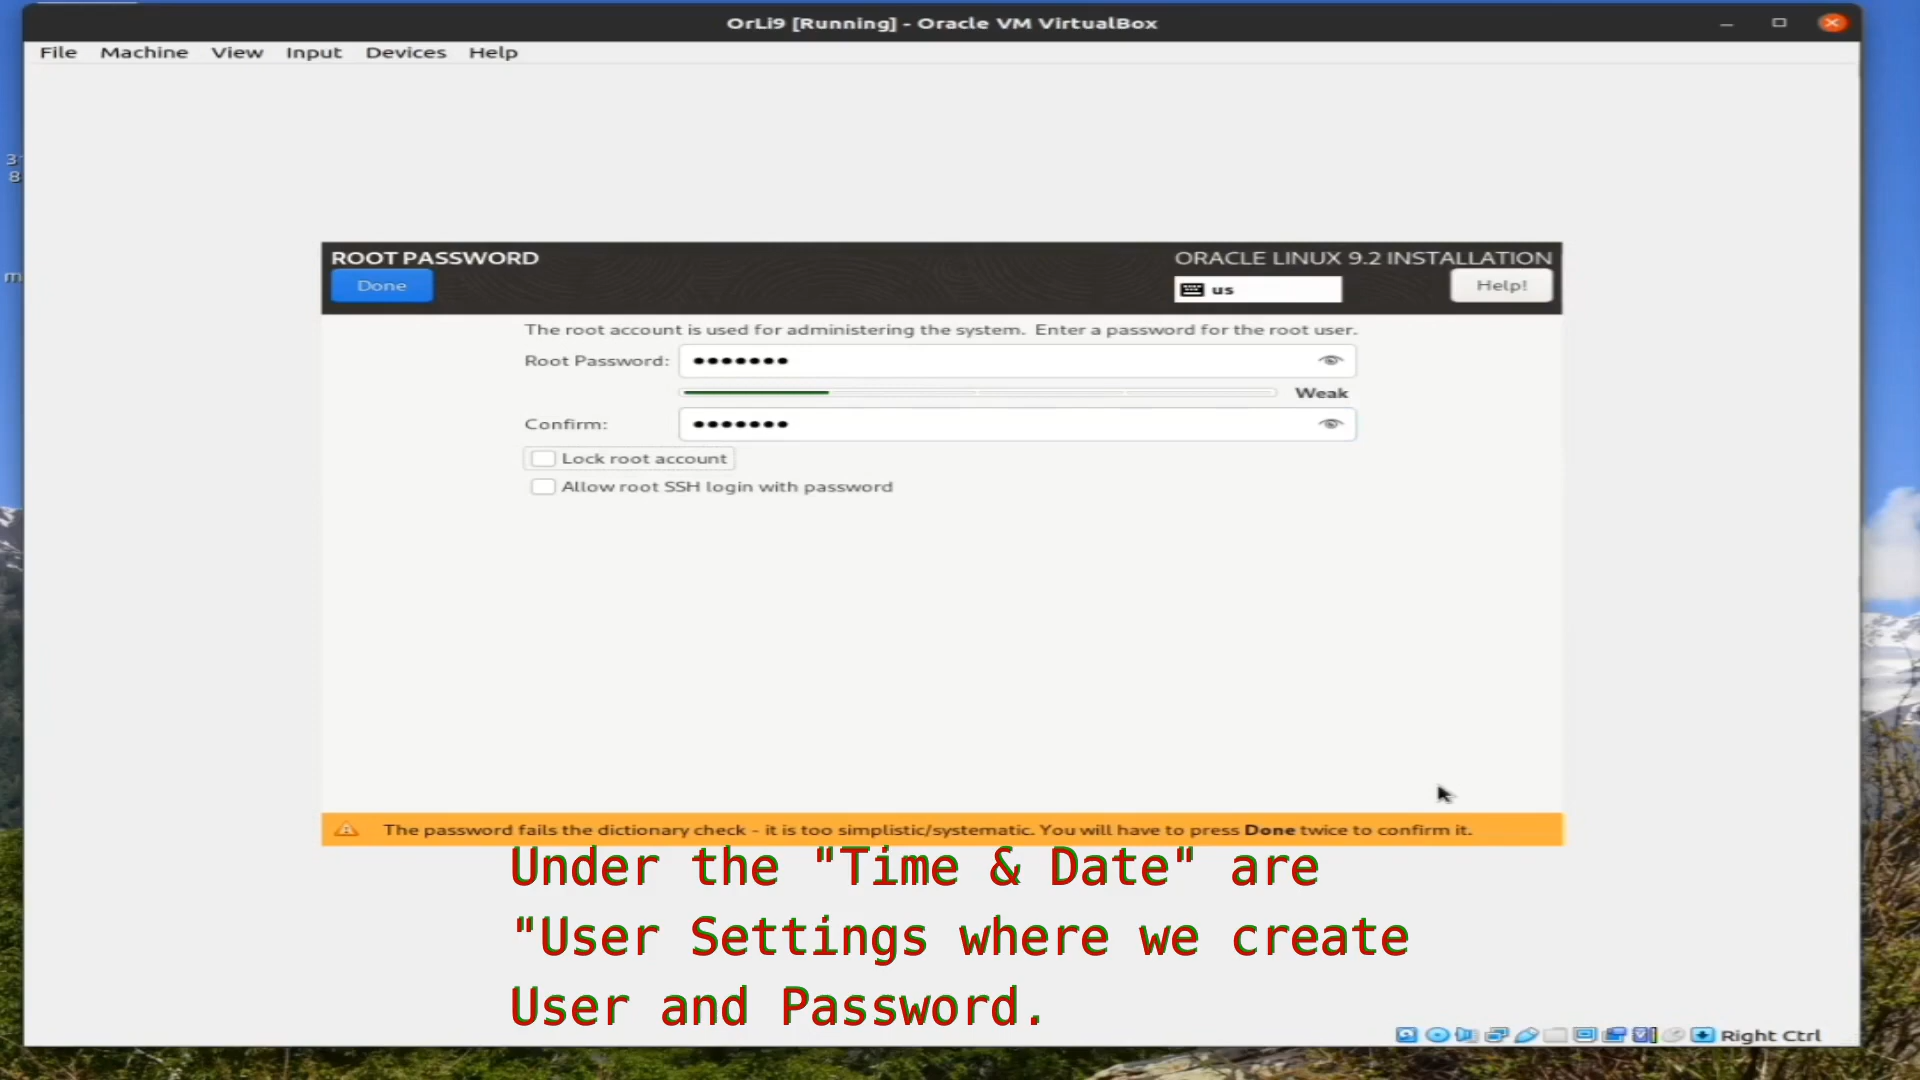 OrLi9 [Running] - Oracle VM VirtualBox
File Machine View Input Devices Help
3
8
m
ROOT PASSWORD
ORACLE LINUX 9.2 INSTALLATION
Done
us
Help!
The root account is used for administering the system. Enter a password for the root user.
Root Password: •••••••
Weak
Confirm: •••••••
Lock root account
Allow root SSH login with password
The password fails the dictionary check - it is too simplistic/systematic. You will have to press Done twice to confirm it.
Under the "Time & Date" are
"User Settings where we create
User and Password.
Right Ctrl